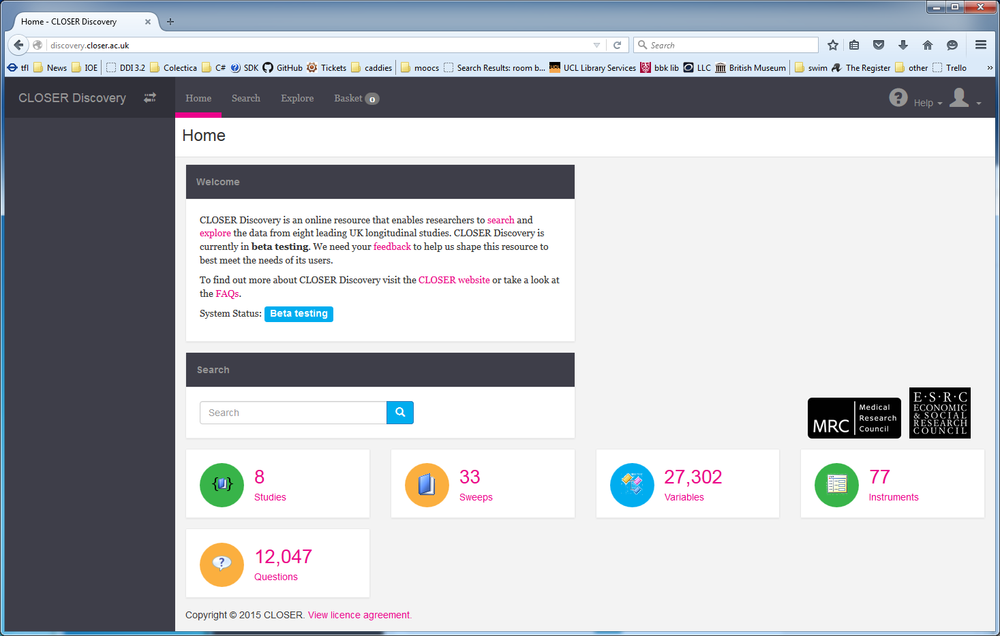 Home - CLOSER Discovery
discovery.closer.ac.uk
Search
tfl News IOE DDI 3.2 Colectica C# SDK GitHub Tickets caddies moocs Search Results: room b... UCL Library Services bbk lib LLC British Museum swim The Register other Trello
CLOSER Discovery
Home Search Explore Basket 0
? Help
Home
Welcome
CLOSER Discovery is an online resource that enables researchers to search and
explore the data from eight leading UK longitudinal studies. CLOSER Discovery is
currently in beta testing. We need your feedback to help us shape this resource to
best meet the needs of its users.
To find out more about CLOSER Discovery visit the CLOSER website or take a look at
the FAQs.
System Status: Beta testing
Search
Search
MRC
Medical
Research
Council
E·S·R·C
ECONOMIC
& SOCIAL
RESEARCH
COUNCIL
8
Studies
33
Sweeps
27,302
Variables
77
Instruments
12,047
Questions
Copyright © 2015 CLOSER. View licence agreement.